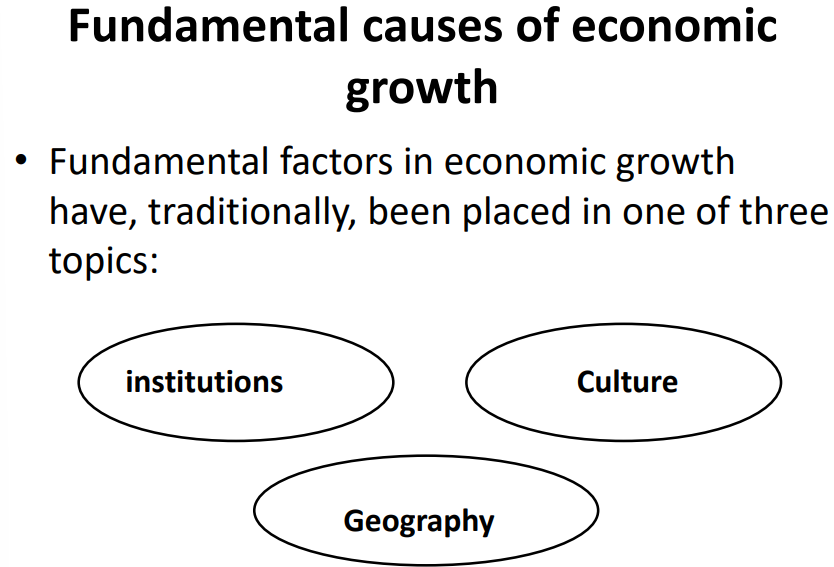 Fundamental causes of economic
growth
• Fundamental factors in economic growth
have, traditionally, been placed in one of three
topics:
institutions
Culture
Geography